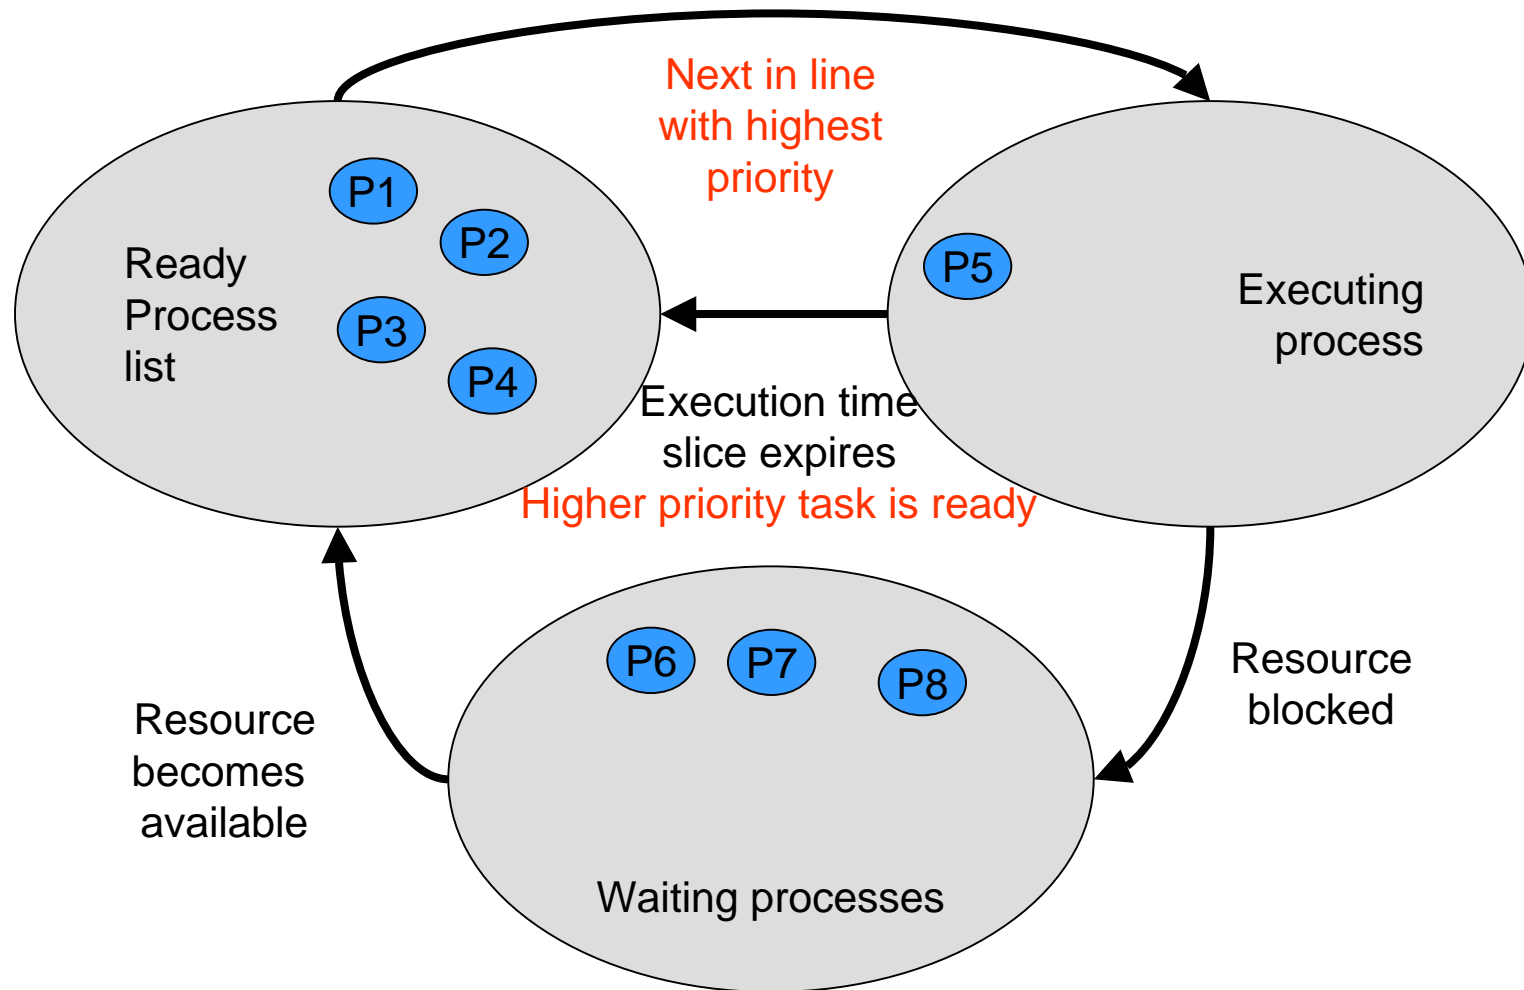 Next in line
with highest
priority
P1
P2
P3
P4
Ready
Process
list
P5
Executing
process
Execution time
slice expires
Higher priority task is ready
P6
P7
P8
Waiting processes
Resource
blocked
Resource
becomes
available